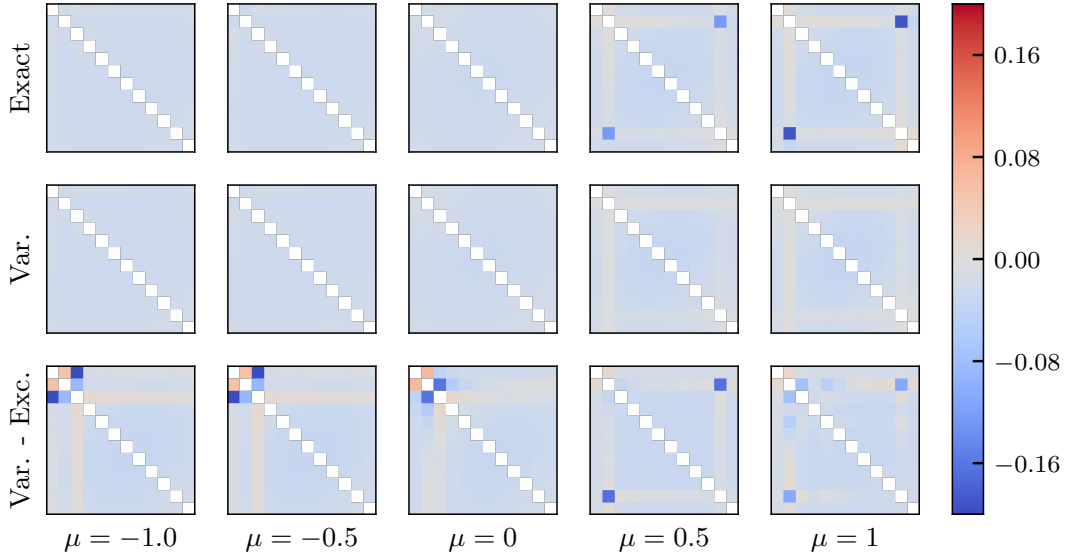 Exact
Var.
Var. - Exc.
μ = −1.0
μ = −0.5
μ = 0
μ = 0.5
μ = 1
0.16
0.08
0.00
−0.08
−0.16